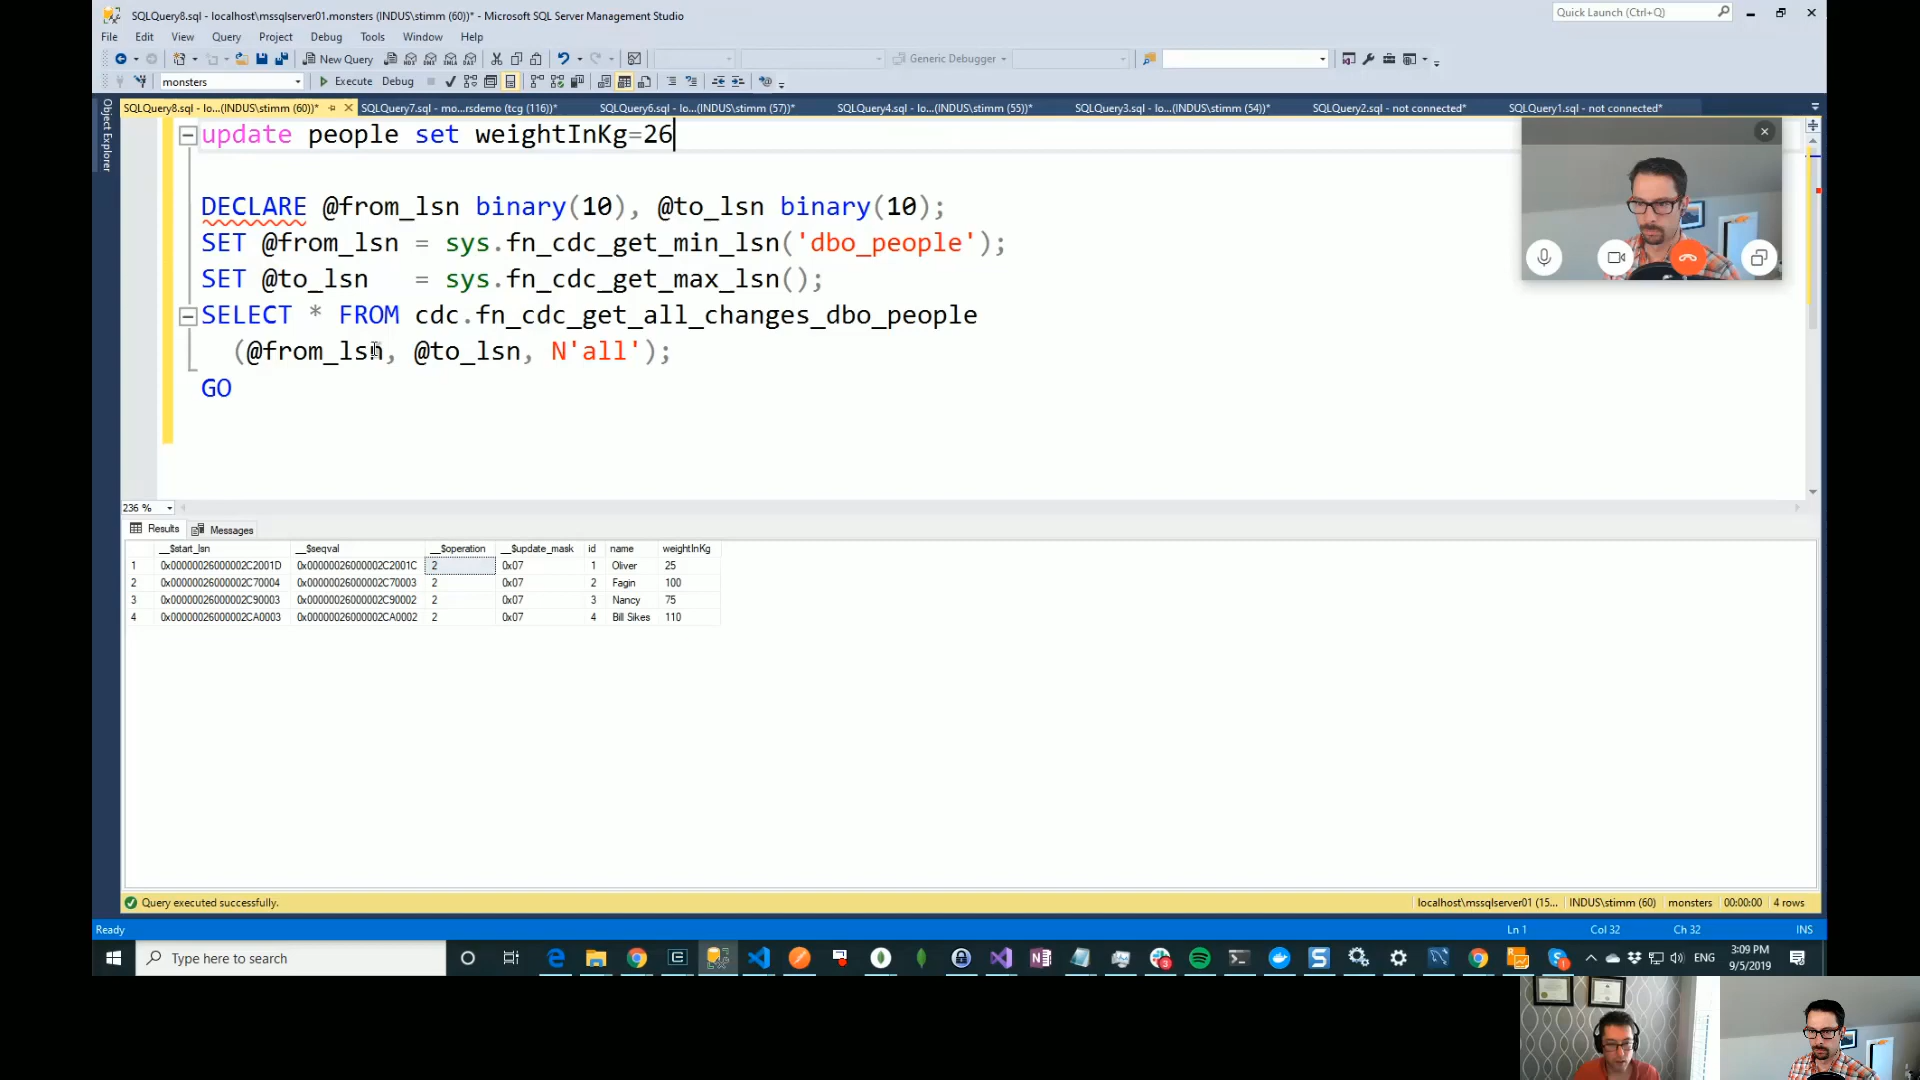 SQLQuery8.sql - localhost\mssqlserver01.monsters (INDUS\stimm (60))* - Microsoft SQL Server Management Studio
Quick Launch (Ctrl+Q)
File Edit View Query Project Debug Tools Window Help
New Query
Generic Debugger
monsters
Execute Debug
Object Explorer
SQLQuery8.sql - lo...(INDUS\stimm (60))*
SQLQuery7.sql - mo...rsdemo (tcg (116))*
SQLQuery6.sql - lo...(INDUS\stimm (57))*
SQLQuery4.sql - lo...(INDUS\stimm (55))*
SQLQuery3.sql - lo...(INDUS\stimm (54))*
SQLQuery2.sql - not connected*
SQLQuery1.sql - not connected*
update people set weightInKg=26
DECLARE @from_lsn binary(10), @to_lsn binary(10);
SET @from_lsn = sys.fn_cdc_get_min_lsn('dbo_people');
SET @to_lsn   = sys.fn_cdc_get_max_lsn();
SELECT * FROM cdc.fn_cdc_get_all_changes_dbo_people
(@from_lsn, @to_lsn, N'all');
GO
236 %
Results Messages
__$start_lsn __$seqval __$operation __$update_mask id name weightInKg
1 0x00000026000002C2001D 0x00000026000002C2001C 2 0x07 1 Oliver 25
2 0x00000026000002C70004 0x00000026000002C70003 2 0x07 2 Fagin 100
3 0x00000026000002C90003 0x00000026000002C90002 2 0x07 3 Nancy 75
4 0x00000026000002CA0003 0x00000026000002CA0002 2 0x07 4 Bill Sikes 110
Query executed successfully.
localhost\mssqlserver01 (15... INDUS\stimm (60) monsters 00:00:00 4 rows
Ready
Ln 1 Col 32 Ch 32 INS
Type here to search
3
ENG
3:09 PM
9/5/2019